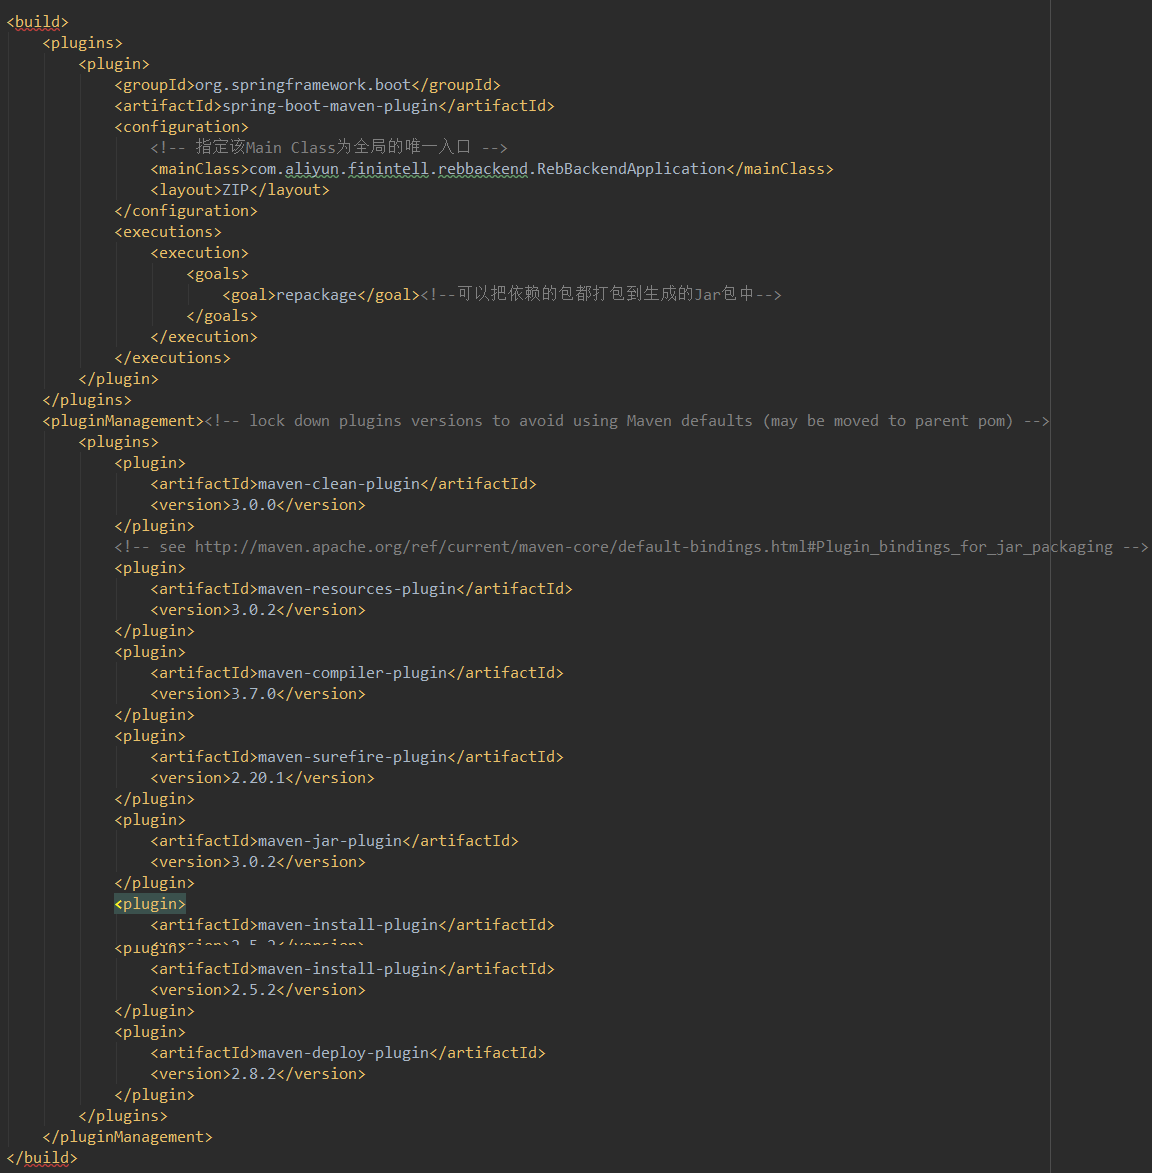 <build>
<plugins>
<plugin>
<groupId>org.springframework.boot</groupId>
<artifactId>spring-boot-maven-plugin</artifactId>
<configuration>
<!-- 指定该Main Class为全局的唯一入口 -->
<mainClass>com.aliyun.finintell.rebbackend.RebBackendApplication</mainClass>
<layout>ZIP</layout>
</configuration>
<executions>
<execution>
<goals>
<goal>repackage</goal><!--可以把依赖的包都打包到生成的Jar包中-->
</goals>
</execution>
</executions>
</plugin>
</plugins>
<pluginManagement><!-- lock down plugins versions to avoid using Maven defaults (may be moved to parent pom) -->
<plugins>
<plugin>
<artifactId>maven-clean-plugin</artifactId>
<version>3.0.0</version>
</plugin>
<!-- see http://maven.apache.org/ref/current/maven-core/default-bindings.html#Plugin_bindings_for_jar_packaging -->
<plugin>
<artifactId>maven-resources-plugin</artifactId>
<version>3.0.2</version>
</plugin>
<plugin>
<artifactId>maven-compiler-plugin</artifactId>
<version>3.7.0</version>
</plugin>
<plugin>
<artifactId>maven-surefire-plugin</artifactId>
<version>2.20.1</version>
</plugin>
<plugin>
<artifactId>maven-jar-plugin</artifactId>
<version>3.0.2</version>
</plugin>
<plugin>
<artifactId>maven-install-plugin</artifactId>
<version>2.5.2</version>
<plugin>
<artifactId>maven-install-plugin</artifactId>
<version>2.5.2</version>
</plugin>
<plugin>
<artifactId>maven-deploy-plugin</artifactId>
<version>2.8.2</version>
</plugin>
</plugins>
</pluginManagement>
</build>